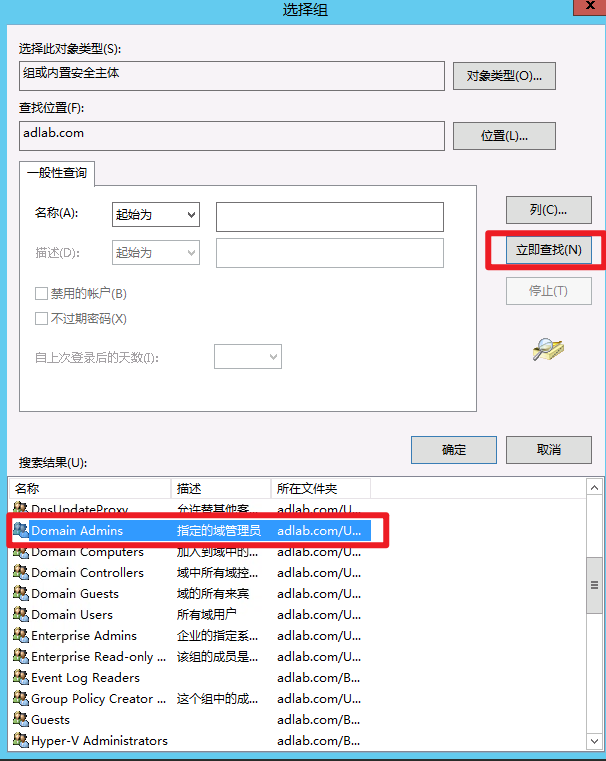 选择组
x
选择此对象类型(S):
组或内置安全主体
对象类型(O)...
查找位置(F):
adlab.com
位置(L)...
一般性查询
名称(A):
起始为
列(C)...
描述(D):
起始为
立即查找(N)
禁用的帐户(B)
停止(T)
不过期密码(X)
自上次登录后的天数(I):
确定
取消
搜索结果(U):
名称 描述 所在文件夹
DnsUpdateProxy 允许替其他客... adlab.com/U...
Domain Admins 指定的域管理员 adlab.com/U...
Domain Computers 加入到域中的... adlab.com/U...
Domain Controllers 域中所有域控... adlab.com/U...
Domain Guests 域的所有来宾 adlab.com/U...
Domain Users 所有域用户 adlab.com/U...
Enterprise Admins 企业的指定系... adlab.com/U...
Enterprise Read-only ... 该组的成员是... adlab.com/U...
Event Log Readers adlab.com/B...
Group Policy Creator ... 这个组中的成... adlab.com/U...
Guests adlab.com/B...
Hyper-V Administrators adlab.com/B...